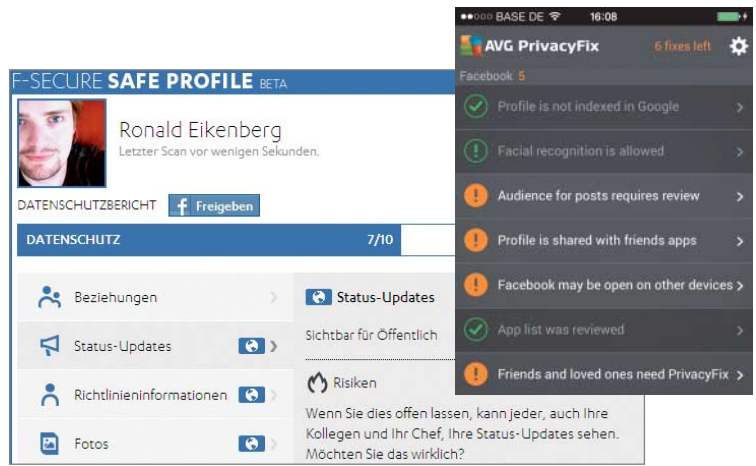 F-SECURE SAFE PROFILE BETA
Ronald Eikenberg
Letzter Scan vor wenigen Sekunden.
DATENSCHUTZBERICHT f Freigeben
DATENSCHUTZ 7/10
Beziehungen
Status-Updates
Richtlinieninformationen
Fotos
Status-Updates
Sichtbar für Öffentlich
Risiken
Wenn Sie dies offen lassen, kann jeder, auch Ihre
Kollegen und Ihr Chef, Ihre Status-Updates sehen.
Möchten Sie das wirklich?
BASE DE 16:08
AVG PrivacyFix 6 fixes left
Facebook 5
Profile is not indexed in Google
Facial recognition is allowed
Audience for posts requires review
Profile is shared with friends apps
Facebook may be open on other devices
App list was reviewed
Friends and loved ones need PrivacyFix